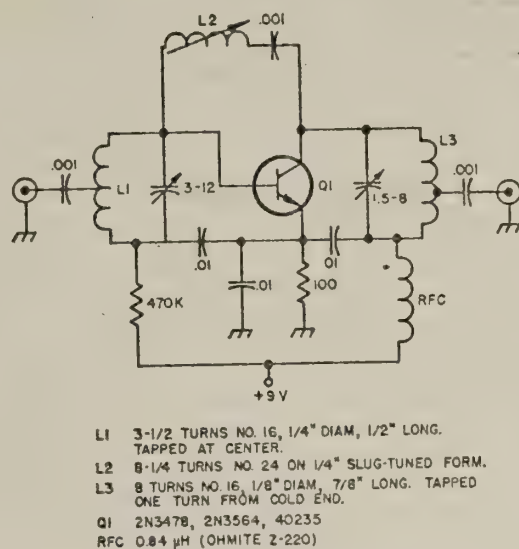 L2
.001
L3
.001
L1
3-12
Q1
1.5-8
.001
.01
.01
100
.01
470K
RFC
+9 V
L1 3-1/2 TURNS NO. 16, 1/4" DIAM, 1/2" LONG.
TAPPED AT CENTER.
L2 8-1/4 TURNS NO. 24 ON 1/4" SLUG-TUNED FORM.
L3 8 TURNS NO. 16, 1/8" DIAM, 7/8" LONG. TAPPED
ONE TURN FROM COLD END.
Q1 2N3478, 2N3564, 40235
RFC 0.84 µH (OHMITE Z-220)